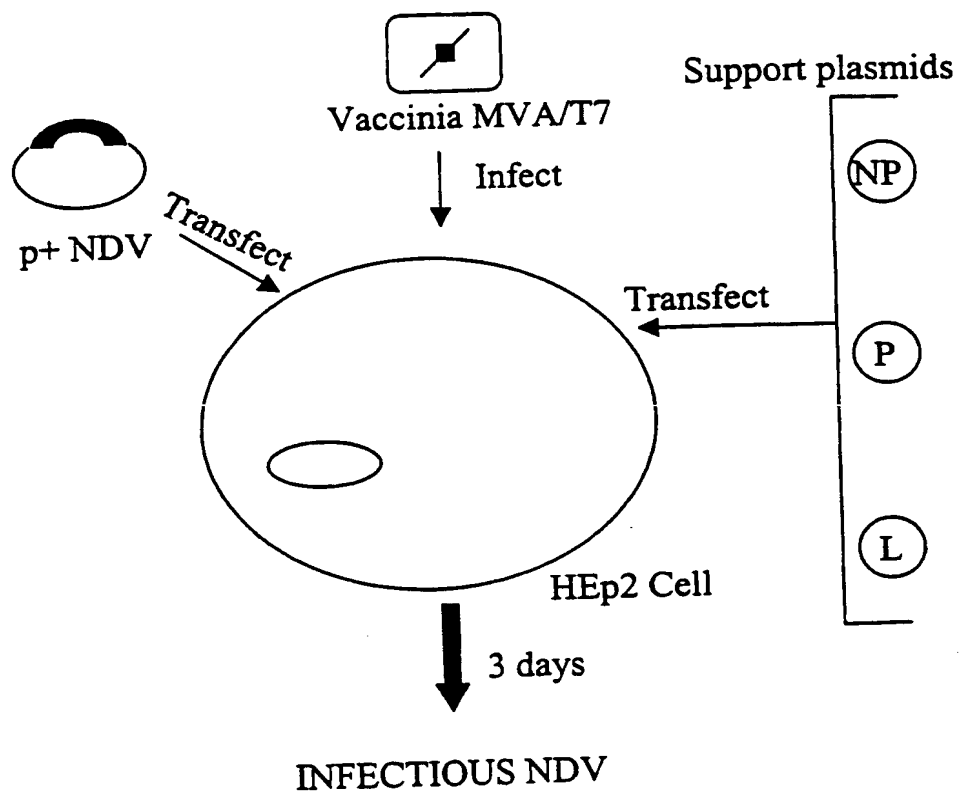 Support plasmids
Vaccinia MVA/T7
NP
Infect
Transfect
p+ NDV
Transfect
P
L
HEp2 Cell
3 days
INFECTIOUS NDV